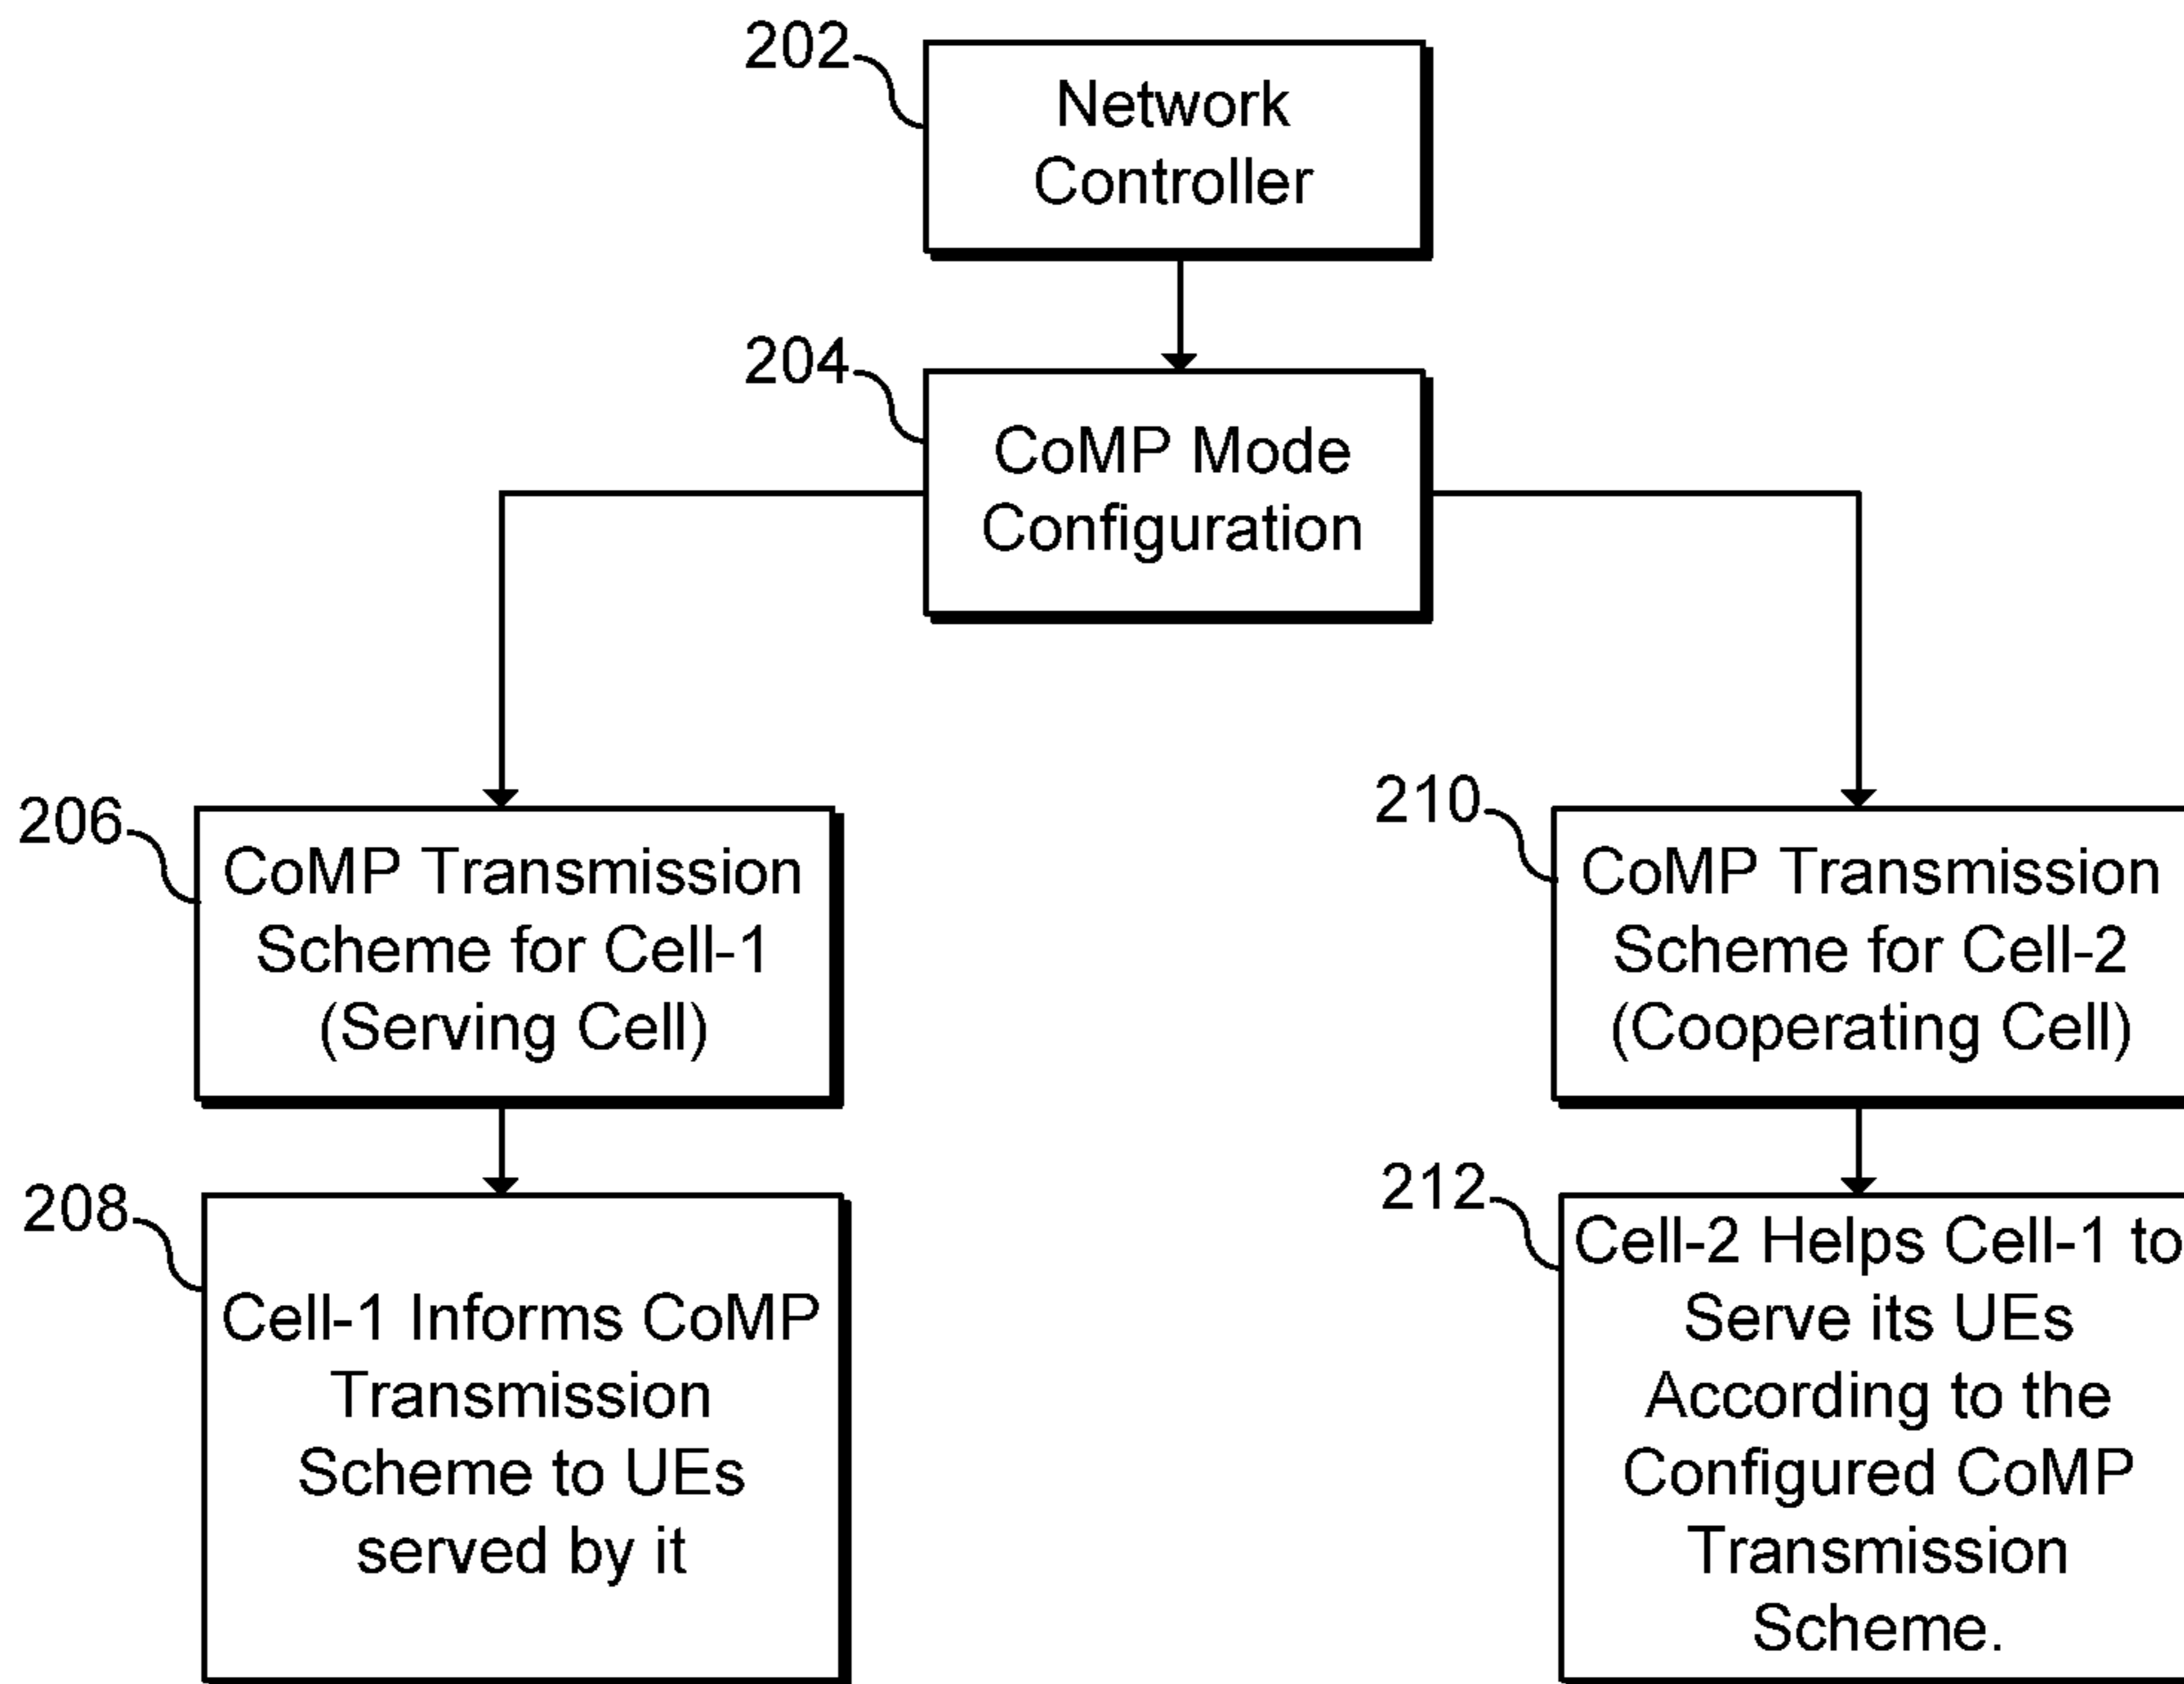 202
Network
Controller
204
CoMP Mode
Configuration
206
CoMP Transmission
Scheme for Cell-1
(Serving Cell)
210
CoMP Transmission
Scheme for Cell-2
(Cooperating Cell)
208
Cell-1 Informs CoMP
Transmission
Scheme to UEs
served by it
212
Cell-2 Helps Cell-1 to
Serve its UEs
According to the
Configured CoMP
Transmission
Scheme.